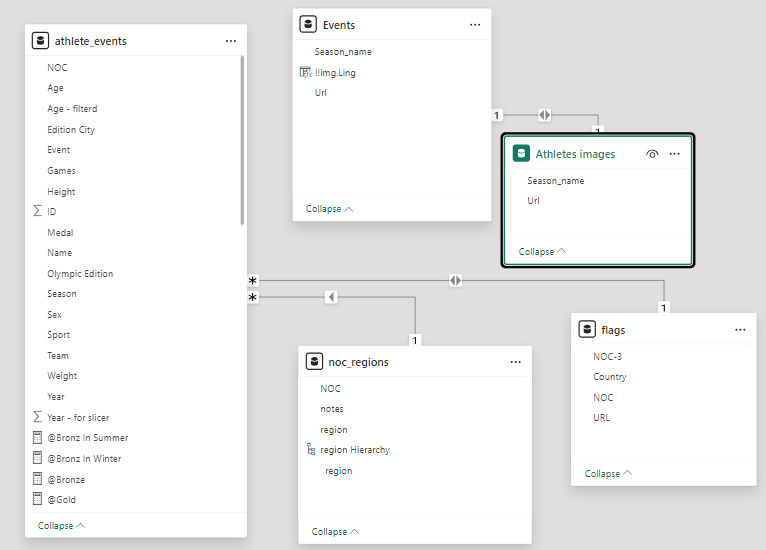 athlete_events
NOC
Age
Age - filterd
Edition City
Event
Games
Height
ID
Medal
Name
Olympic Edition
Season
Sex
Sport
Team
Weight
Year
Year - for slicer
@Bronz In Summer
@Bronz In Winter
@Bronze
@Gold
Collapse
Events
Season_name
!!img.Ling
Url
Collapse
1
1
Athletes images
Season_name
Url
Collapse
*
*
1
1
noc_regions
NOC
notes
region
region Hierarchy
region
Collapse
flags
NOC-3
Country
NOC
URL
Collapse